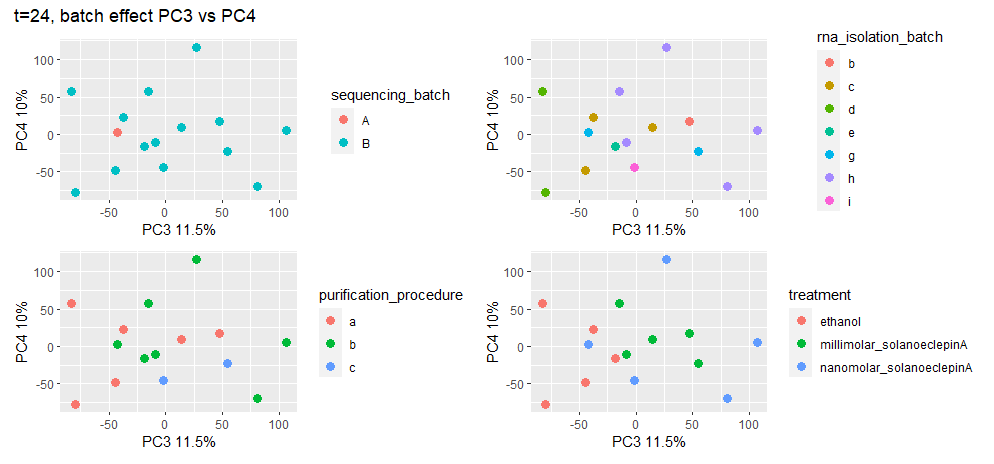 t=24, batch effect PC3 vs PC4
100
50
0
-50
PC4 10%
-50
0
50
100
PC3 11.5%
sequencing_batch
A
B
100
50
0
-50
PC4 10%
-50
0
50
100
PC3 11.5%
rna_isolation_batch
b
c
d
e
g
h
i
100
50
0
-50
PC4 10%
-50
0
50
100
PC3 11.5%
purification_procedure
a
b
c
100
50
0
-50
PC4 10%
-50
0
50
100
PC3 11.5%
treatment
ethanol
millimolar_solanoeclepinA
nanomolar_solanoeclepinA